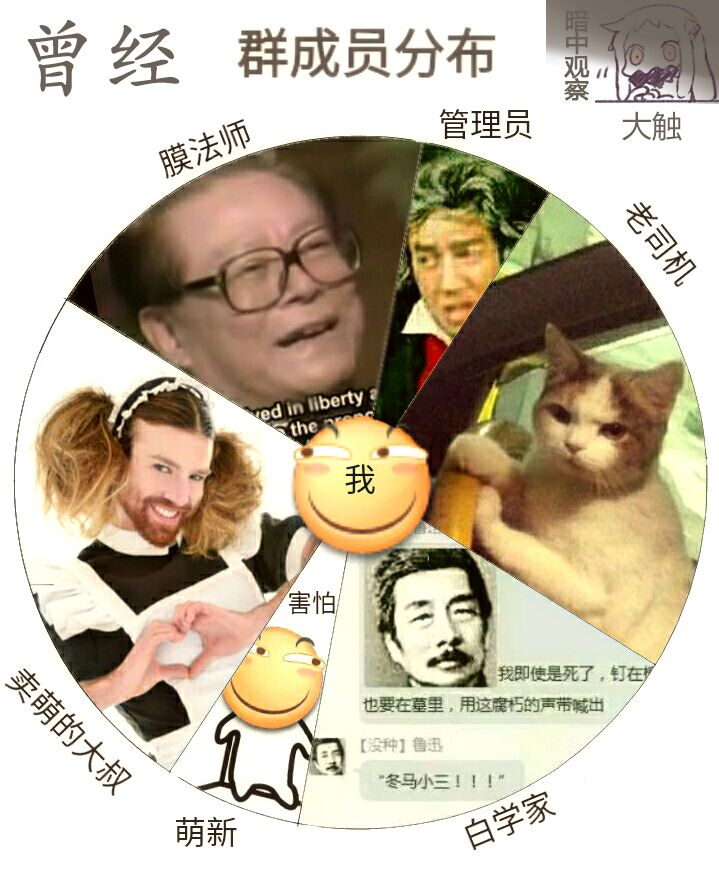 曾经
群成员分布
暗中观察
大触
管理员
膜法师
老司机
ved in liberty a
the
我
害怕
我即使是死了，钉在
也要在墓里，用这腐朽的声带喊出
【没种】鲁迅
“冬马小三！！！”
卖萌的大叔
萌新
白学家